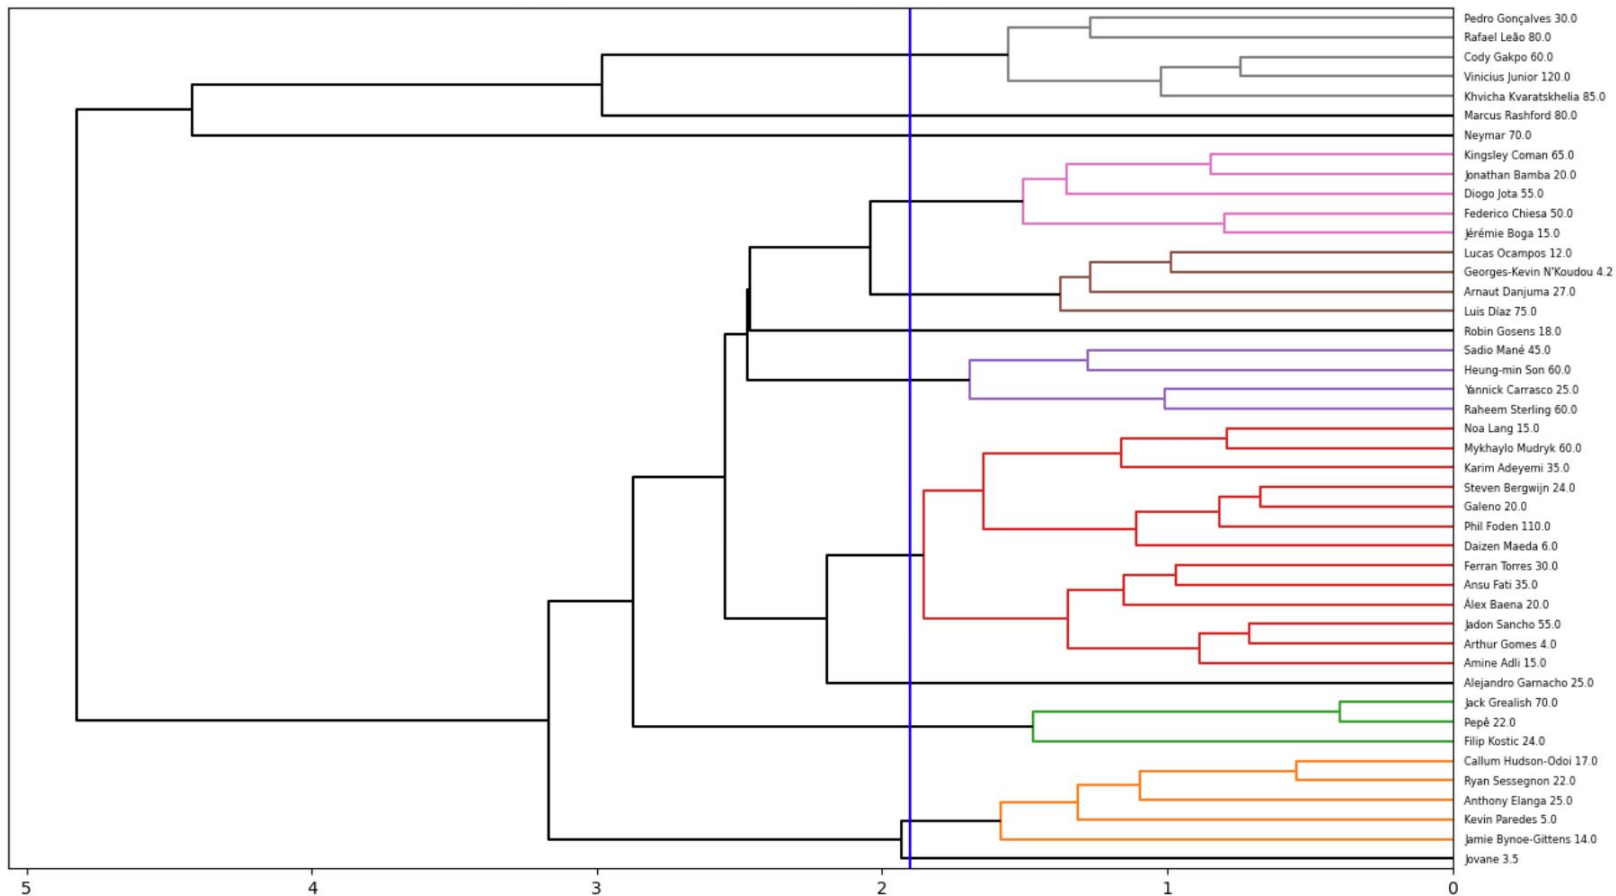 Pedro Gonçalves 30.0
Rafael Leão 80.0
Cody Gakpo 60.0
Vinicius Junior 120.0
Khvicha Kvaratskhelia 85.0
Marcus Rashford 80.0
Neymar 70.0
Kingsley Coman 65.0
Jonathan Bamba 20.0
Diogo Jota 55.0
Federico Chiesa 50.0
Jérémie Boga 15.0
Lucas Ocampos 12.0
Georges-Kevin N'Koudou 4.2
Arnaut Danjuma 27.0
Luis Díaz 75.0
Robin Gosens 18.0
Sadio Mané 45.0
Heung-min Son 60.0
Yannick Carrasco 25.0
Raheem Sterling 60.0
Noa Lang 15.0
Mykhaylo Mudryk 60.0
Karim Adeyemi 35.0
Steven Bergwijn 24.0
Galeno 20.0
Phil Foden 110.0
Daizen Maeda 6.0
Ferran Torres 30.0
Ansu Fati 35.0
Álex Baena 20.0
Jadon Sancho 55.0
Arthur Gomes 4.0
Amine Adli 15.0
Alejandro Garnacho 25.0
Jack Grealish 70.0
Pepê 22.0
Filip Kostic 24.0
Callum Hudson-Odoi 17.0
Ryan Sessegnon 22.0
Anthony Elanga 25.0
Kevin Paredes 5.0
Jamie Bynoe-Gittens 14.0
Jovane 3.5
5 4 3 2 1 0